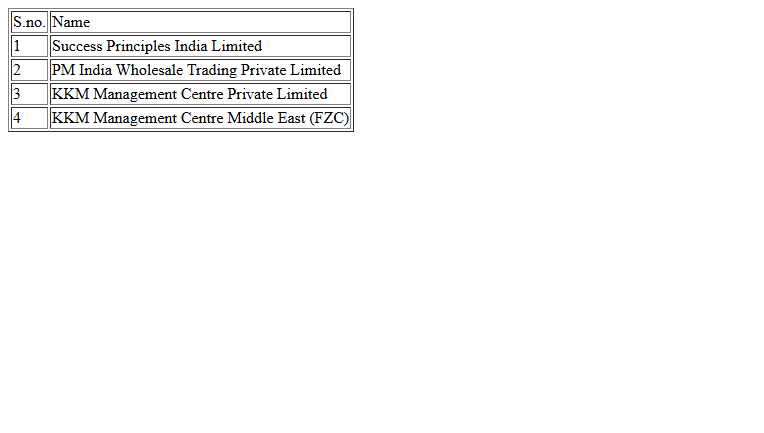 S.no. Name
1 Success Principles India Limited
2 PM India Wholesale Trading Private Limited
3 KKM Management Centre Private Limited
4 KKM Management Centre Middle East (FZC)